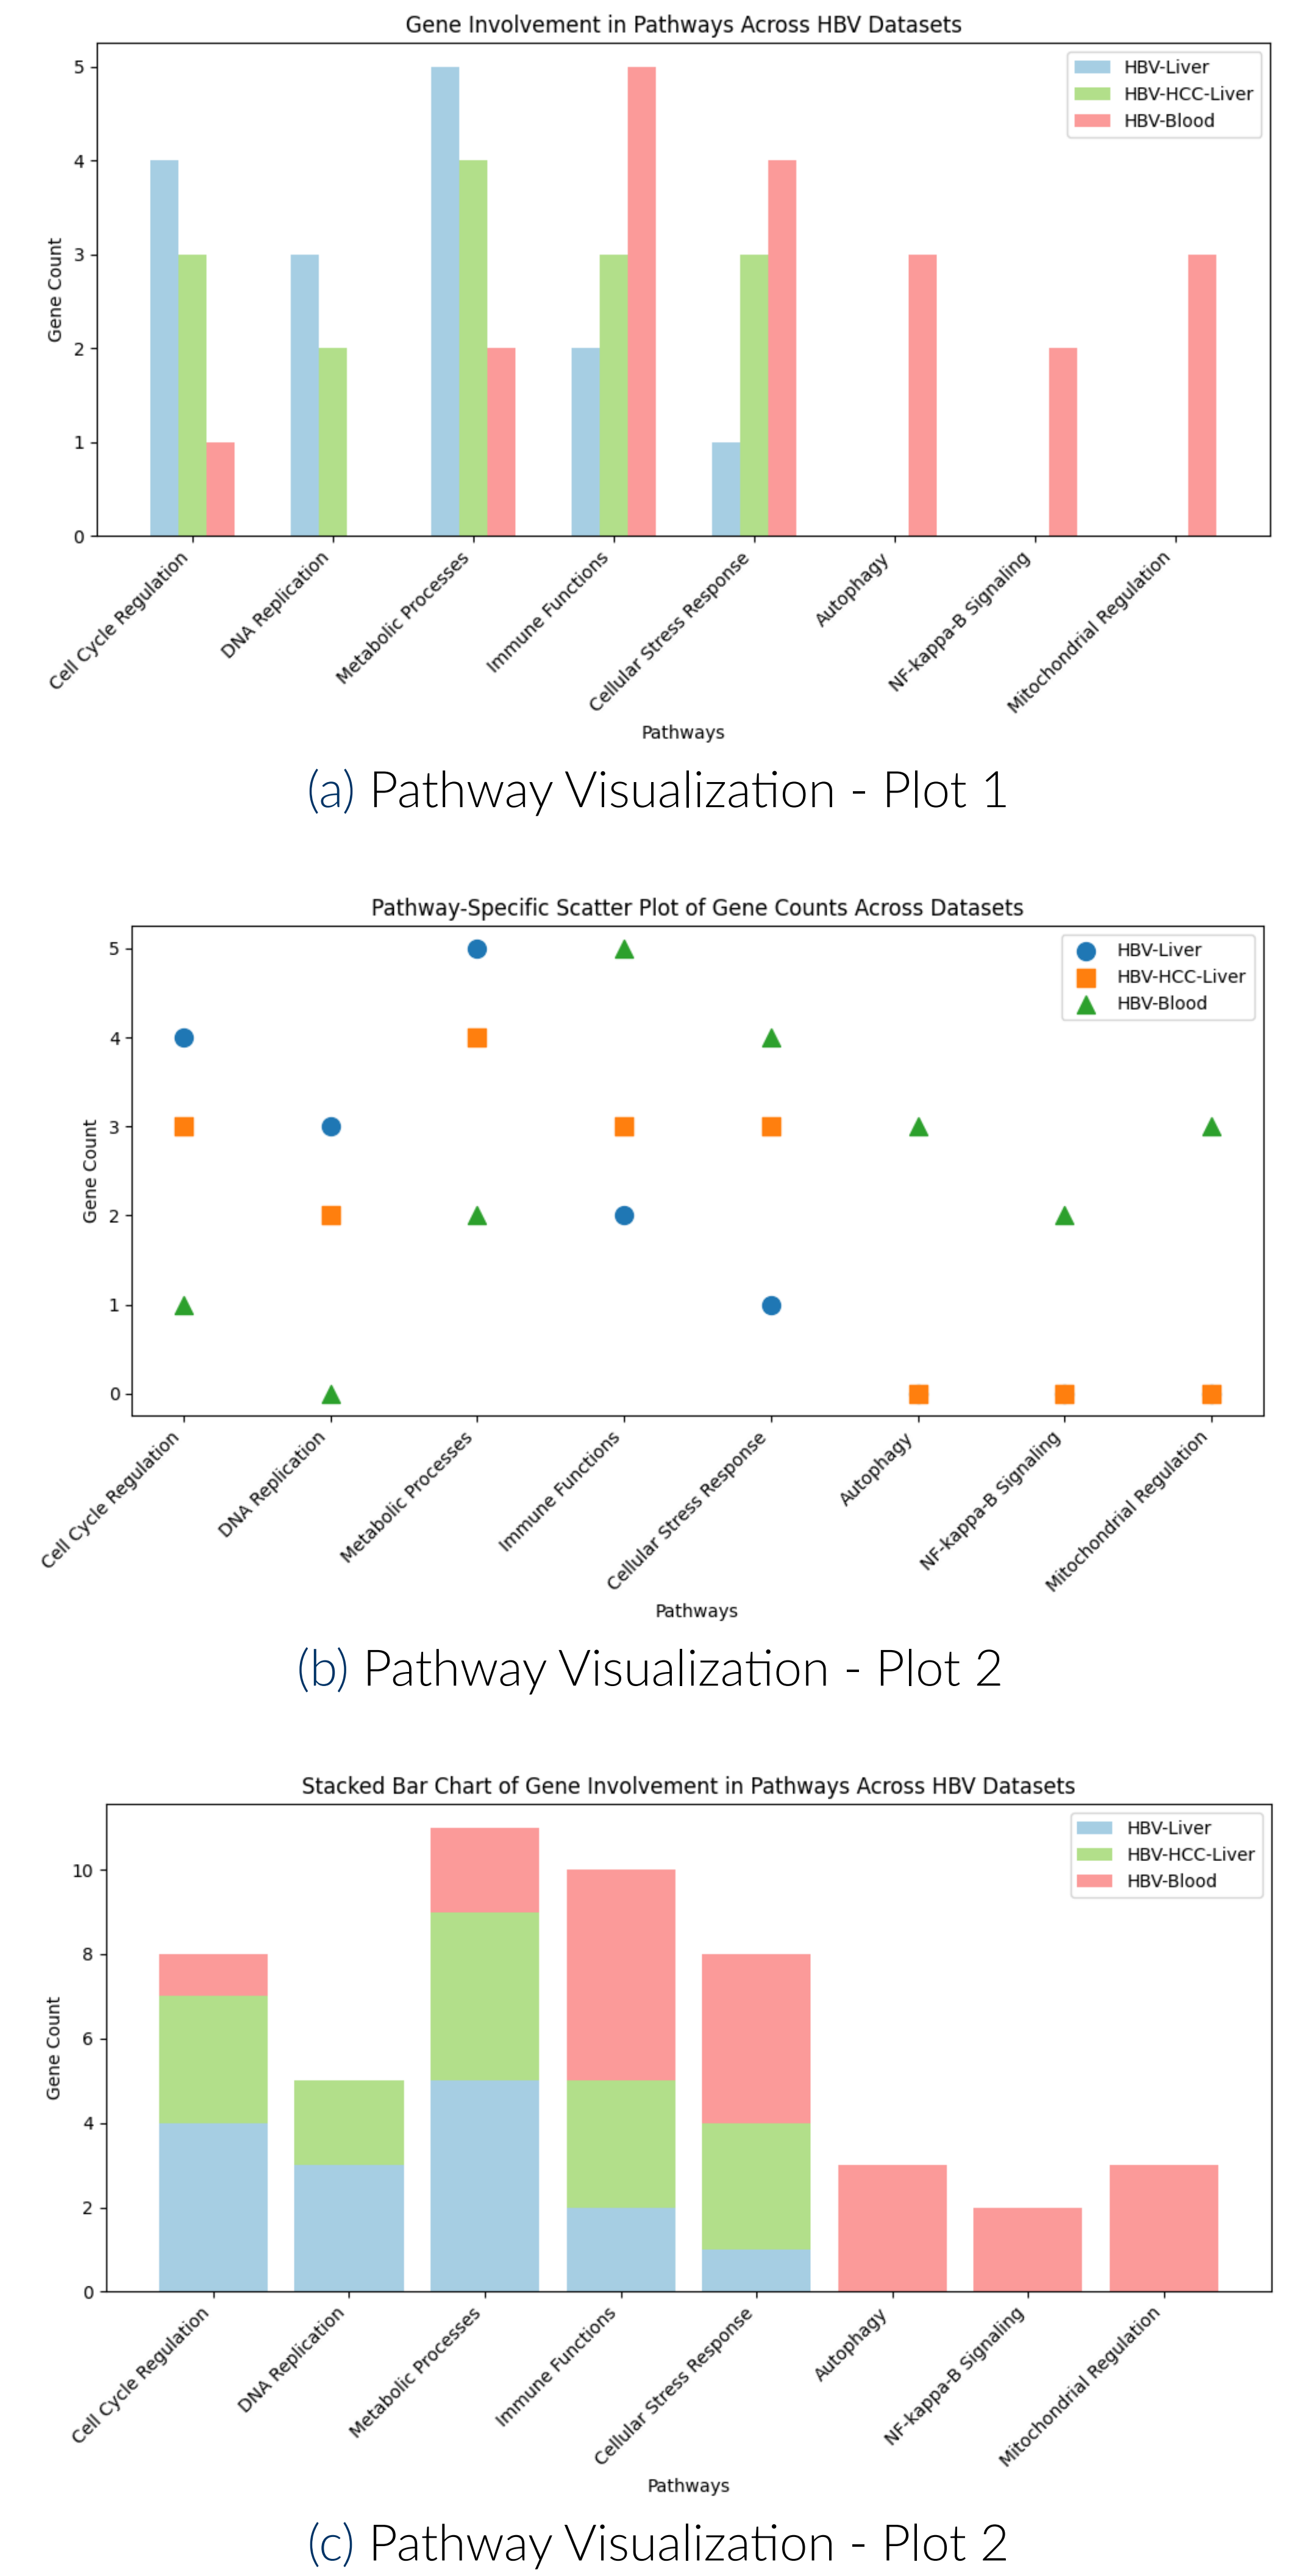 Gene Involvement in Pathways Across HBV Datasets
HBV-Liver
HBV-HCC-Liver
HBV-Blood
Gene Count
5
4
3
2
1
0
Cell Cycle Regulation
DNA Replication
Metabolic Processes
Immune Functions
Cellular Stress Response
Autophagy
NF-kappa-B Signaling
Mitochondrial Regulation
Pathways
(a) Pathway Visualization - Plot 1
Pathway-Specific Scatter Plot of Gene Counts Across Datasets
HBV-Liver
HBV-HCC-Liver
HBV-Blood
Gene Count
5
4
3
2
1
0
Cell Cycle Regulation
DNA Replication
Metabolic Processes
Immune Functions
Cellular Stress Response
Autophagy
NF-kappa-B Signaling
Mitochondrial Regulation
Pathways
(b) Pathway Visualization - Plot 2
Stacked Bar Chart of Gene Involvement in Pathways Across HBV Datasets
HBV-Liver
HBV-HCC-Liver
HBV-Blood
Gene Count
10
8
6
4
2
0
Cell Cycle Regulation
DNA Replication
Metabolic Processes
Immune Functions
Cellular Stress Response
Autophagy
NF-kappa-B Signaling
Mitochondrial Regulation
Pathways
(c) Pathway Visualization - Plot 2